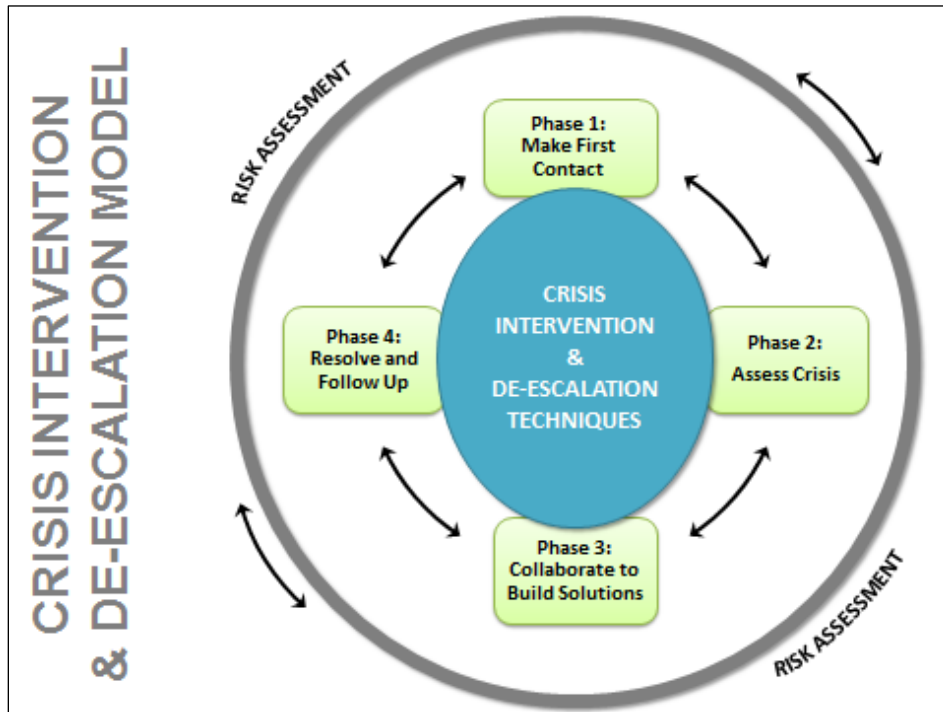 CRISIS INTERVENTION
& DE-ESCALATION MODEL
RISK ASSESSMENT
Phase 1:
Make First
Contact
CRISIS
INTERVENTION
&
DE-ESCALATION
TECHNIQUES
Phase 2:
Assess Crisis
Phase 3:
Collaborate to
Build Solutions
Phase 4:
Resolve and
Follow Up
RISK ASSESSMENT